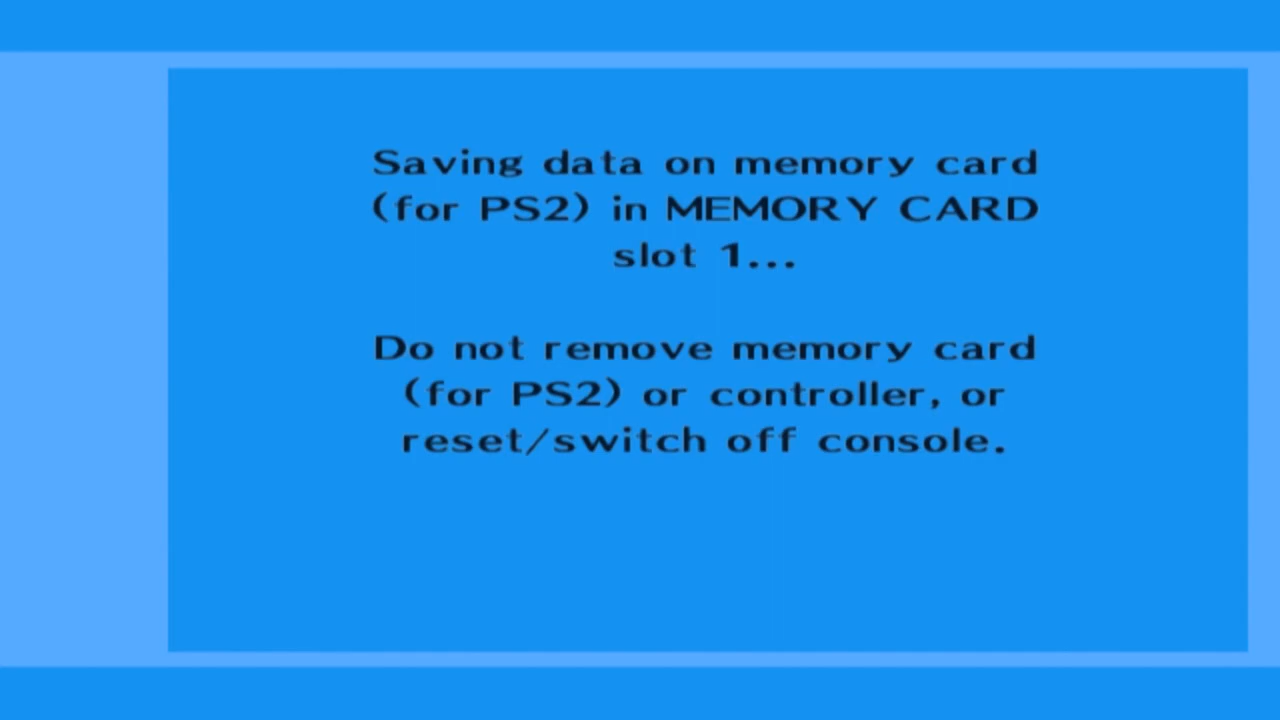 Saving data on memory card
(for PS2) in MEMORY CARD
slot 1...
Do not remove memory card
(for PS2) or controller, or
reset/switch off console.